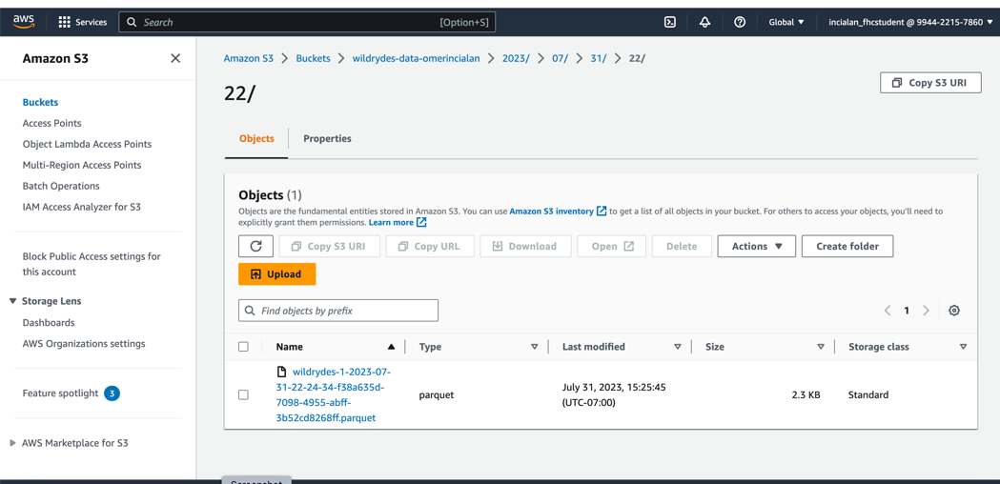 aws
Services
Search
[Option+S]
Global ▼
incialan_fhcstudent @ 9944-2215-7860 ▼
Amazon S3
Buckets
Access Points
Object Lambda Access Points
Multi-Region Access Points
Batch Operations
IAM Access Analyzer for S3
Block Public Access settings for
this account
Storage Lens
Dashboards
AWS Organizations settings
Feature spotlight 3
AWS Marketplace for S3
Amazon S3 > Buckets > wildrydes-data-omerincialan > 2023/ > 07/ > 31/ > 22/
22/
Copy S3 URI
Objects
Properties
Objects (1)
Objects are the fundamental entities stored in Amazon S3. You can use Amazon S3 inventory to get a list of all objects in your bucket. For others to access your objects, you'll need to
explicitly grant them permissions. Learn more
Copy S3 URI
Copy URL
Download
Open
Delete
Actions ▼
Create folder
Upload
Find objects by prefix
< 1 >
Name
Type
Last modified
Size
Storage class
wildrydes-1-2023-07-
31-22-24-34-f38a635d-
7098-4955-abff-
3b52cd8268ff.parquet
parquet
July 31, 2023, 15:25:45
(UTC-07:00)
2.3 KB
Standard
Screenshot